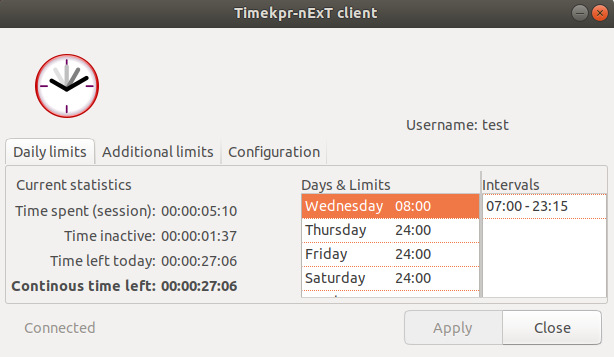 Timekpr-nExT client
Username: test
Daily limits Additional limits Configuration
Current statistics
Time spent (session): 00:00:05:10
Time inactive: 00:00:01:37
Time left today: 00:00:27:06
Continous time left: 00:00:27:06
Days & Limits
Wednesday 08:00
Thursday 24:00
Friday 24:00
Saturday 24:00
Intervals
07:00 - 23:15
Connected
Apply Close